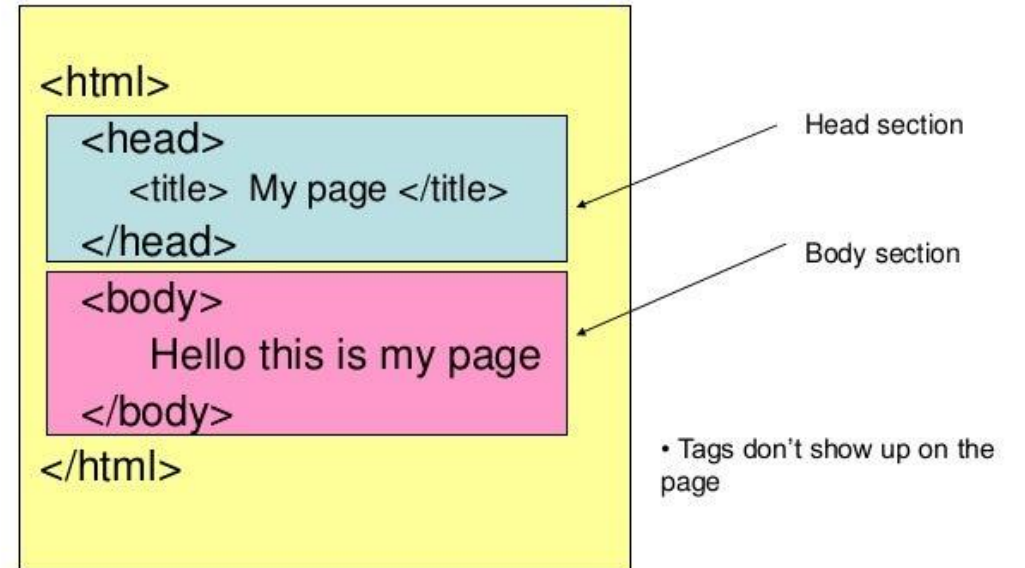 <html>
<head>
<title> My page </title>
</head>
<body>
Hello this is my page
</body>
</html>
Head section
Body section
• Tags don’t show up on the
page